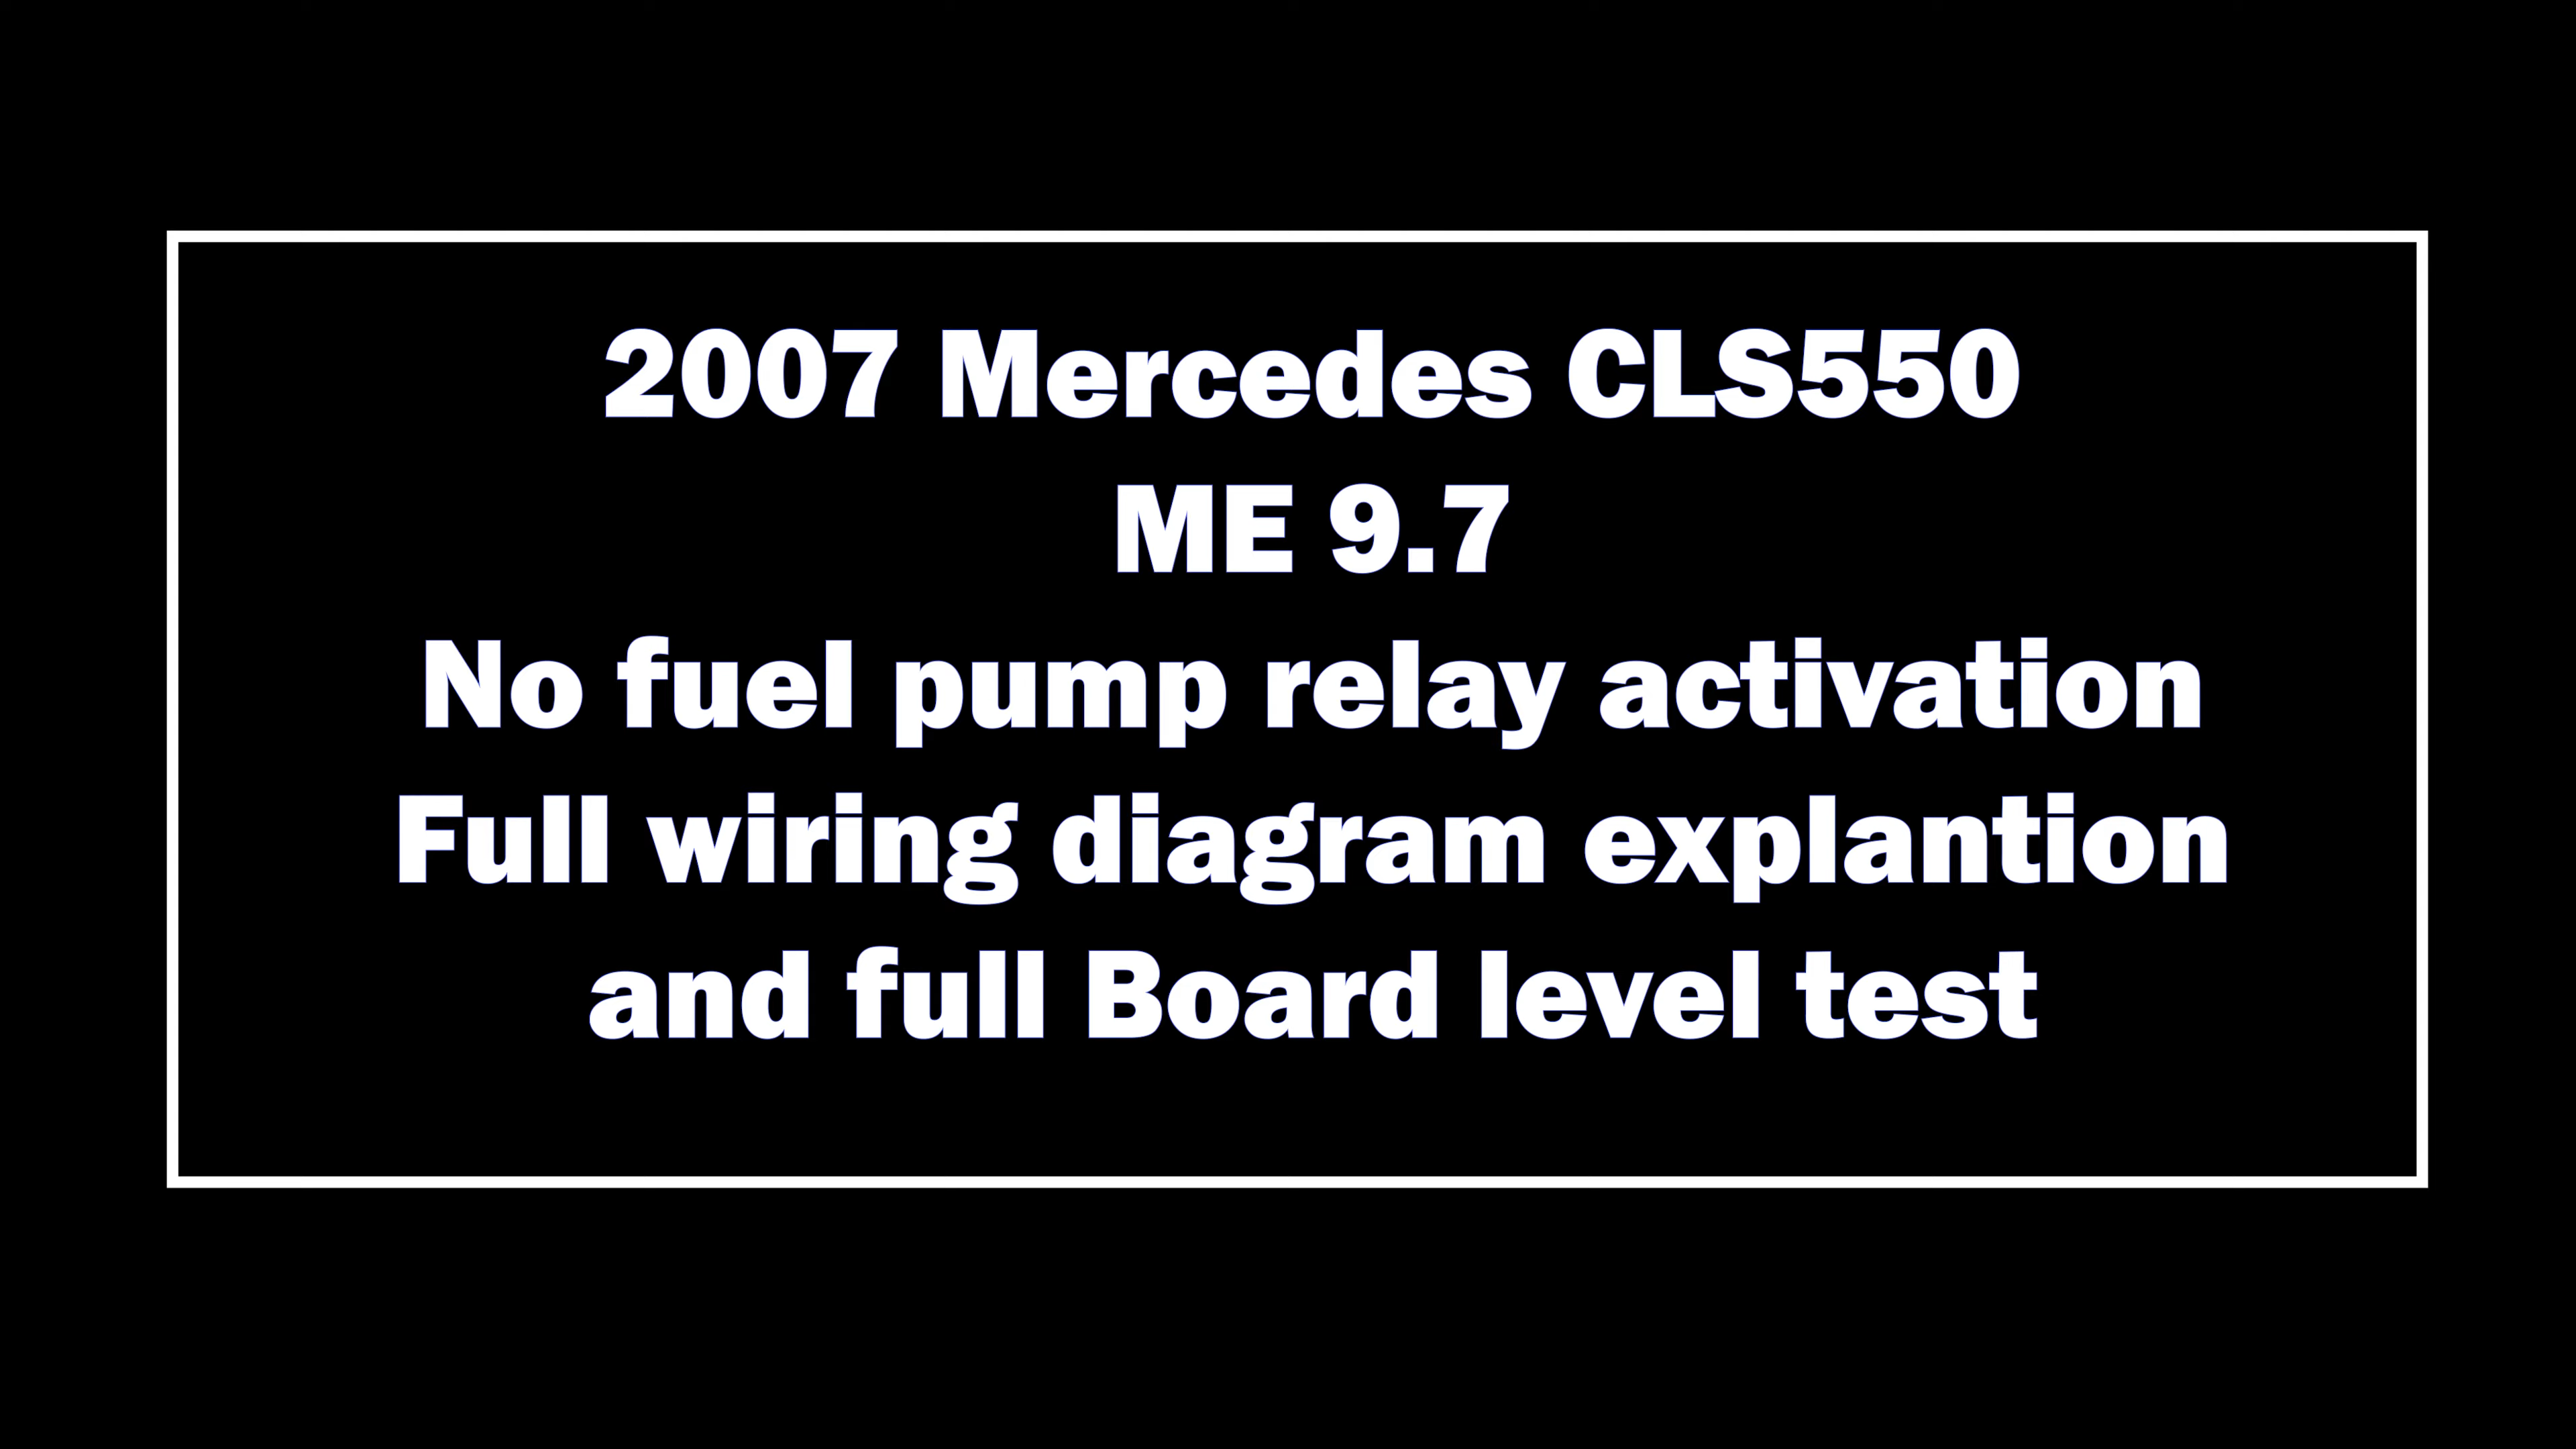 2007 Mercedes CLS550
ME 9.7
No fuel pump relay activation
Full wiring diagram explantion
and full Board level test